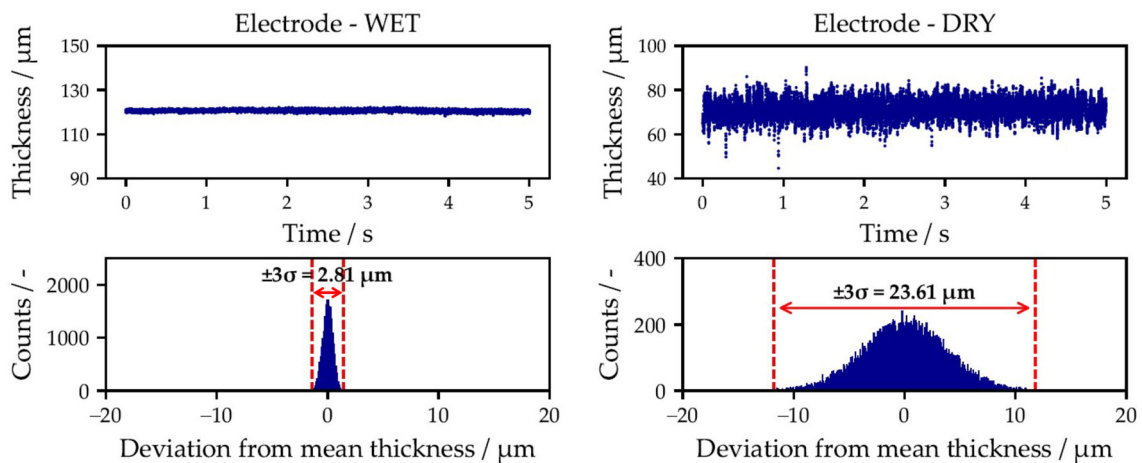 Electrode - WET
Thickness / μm
150
130
110
90
0 1 2 3 4 5
Time / s
Electrode - DRY
Thickness / μm
100
80
60
40
0 1 2 3 4 5
Time / s
Counts / -
2000
1000
0
±3σ = 2.81 μm
−20 −10 0 10 20
Deviation from mean thickness / μm
Counts / -
400
200
0
±3σ = 23.61 μm
−20 −10 0 10 20
Deviation from mean thickness / μm